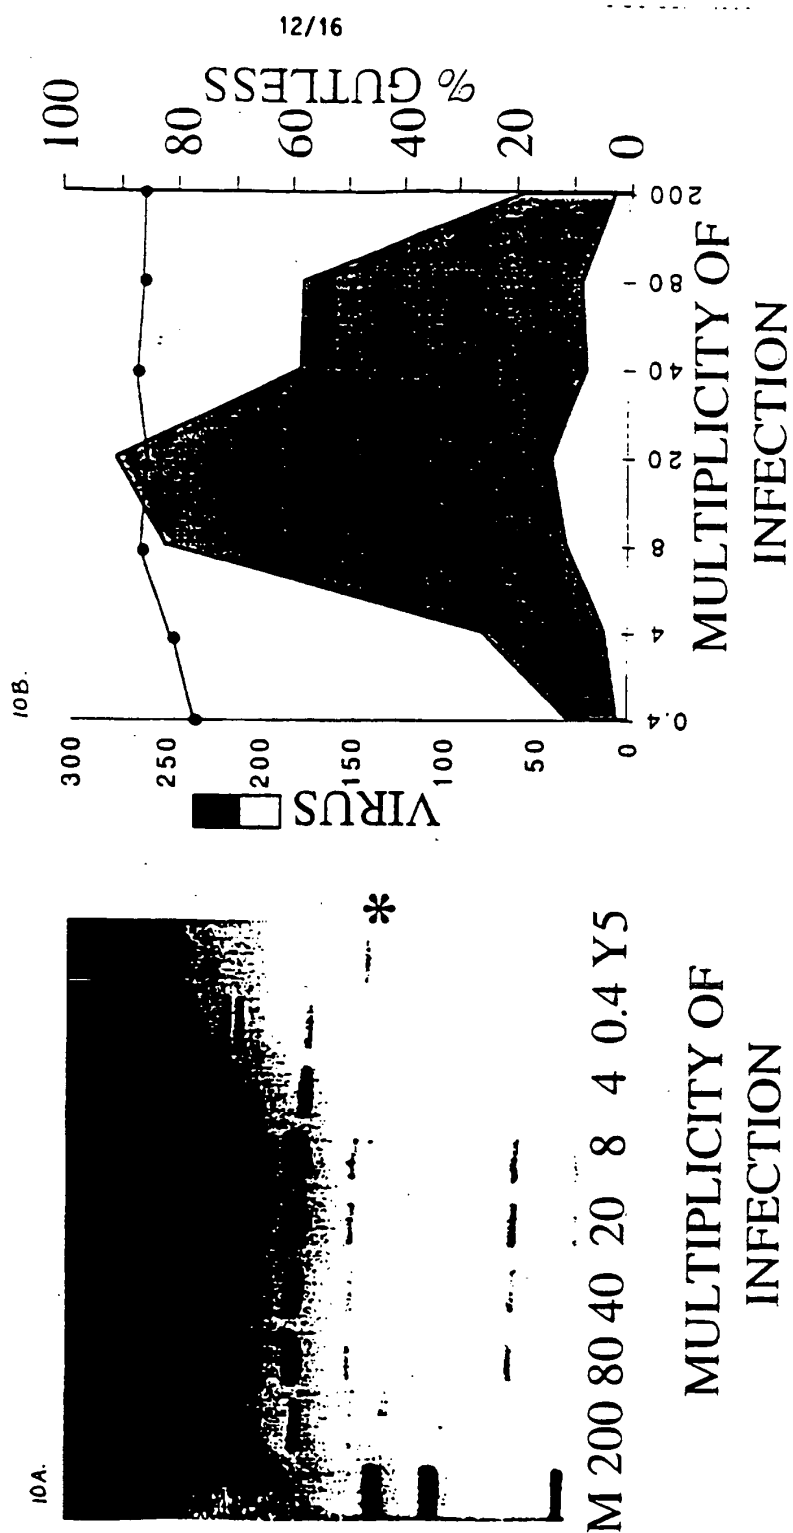 12/16
10A.
M 200 80 40 20 8 4 0.4 Y5
*
MULTIPLICITY OF
INFECTION
10B.
VIRUS
300
250
200
150
100
50
0
0.4
4
8
20
40
80
200
MULTIPLICITY OF
INFECTION
% GUTLESS
100
80
60
40
20
0